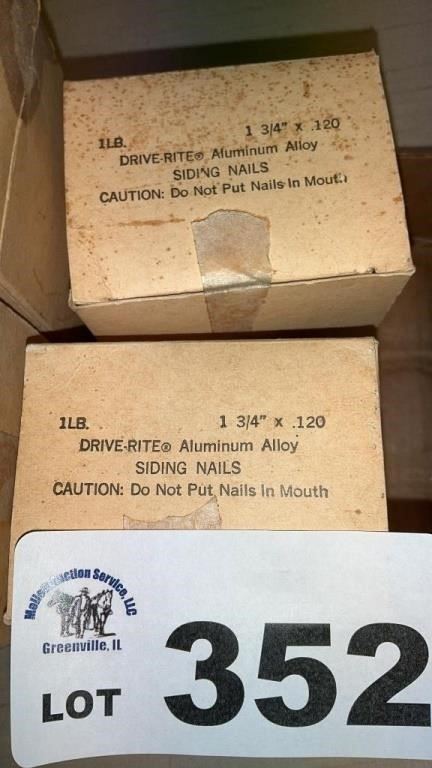 1LB. 1 3/4" x .120
DRIVE-RITE® Aluminum Alloy
SIDING NAILS
CAUTION: Do Not Put Nails In Mouth
1LB. 1 3/4" x .120
DRIVE-RITE® Aluminum Alloy
SIDING NAILS
CAUTION: Do Not Put Nails In Mouth
Service, LLC
Greenville, IL
LOT 352